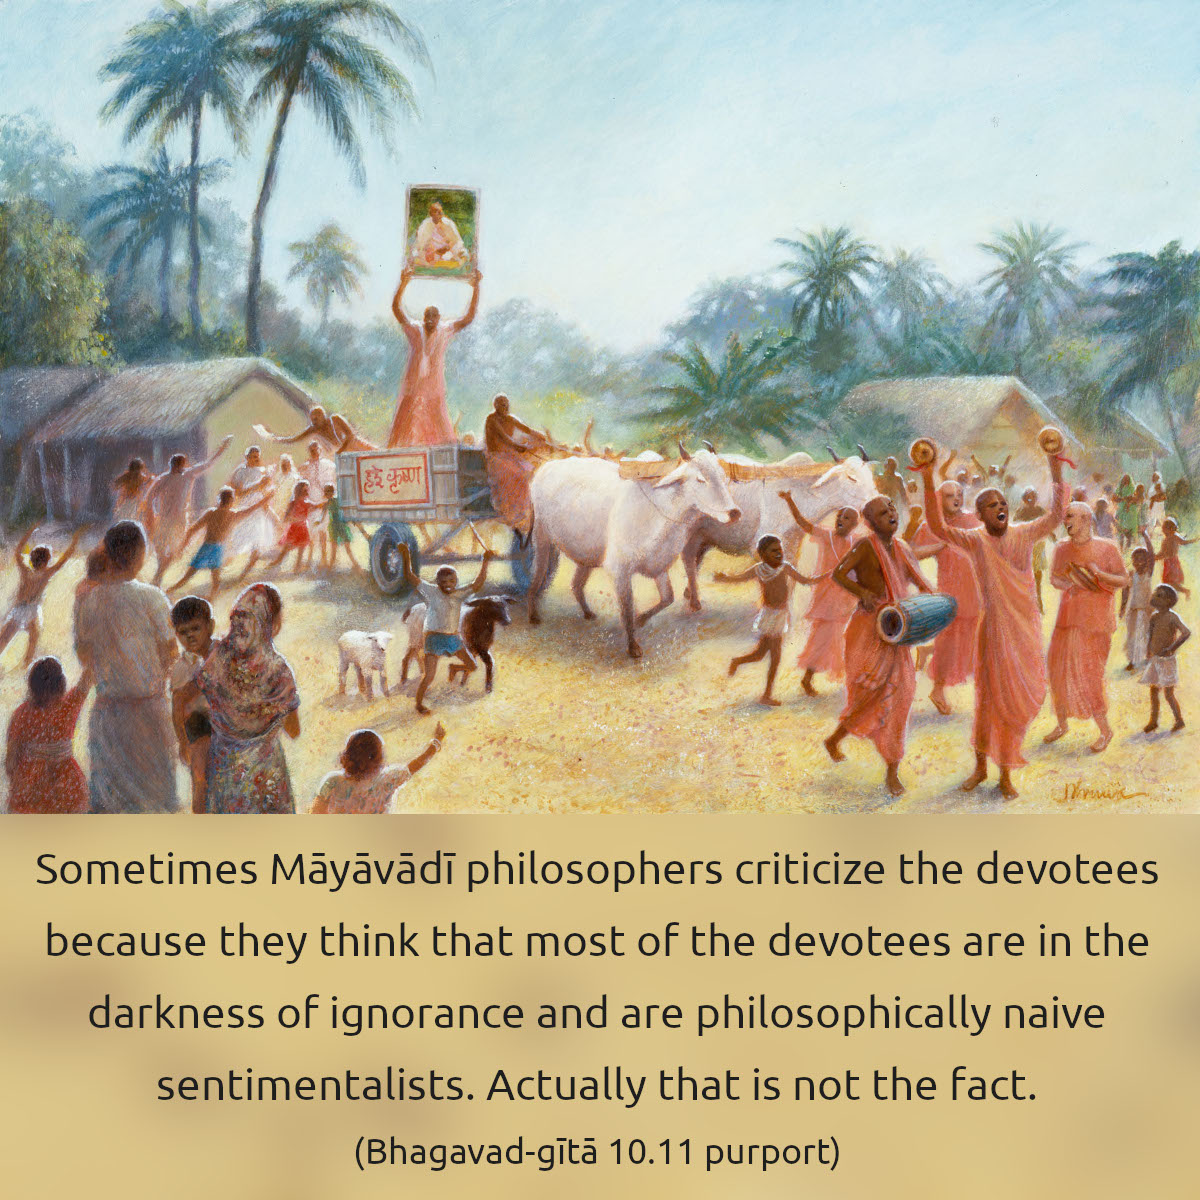 हरे कृष्ण
Sometimes Māyāvādī philosophers criticize the devotees
because they think that most of the devotees are in the
darkness of ignorance and are philosophically naive
sentimentalists. Actually that is not the fact.
(Bhagavad-gītā 10.11 purport)